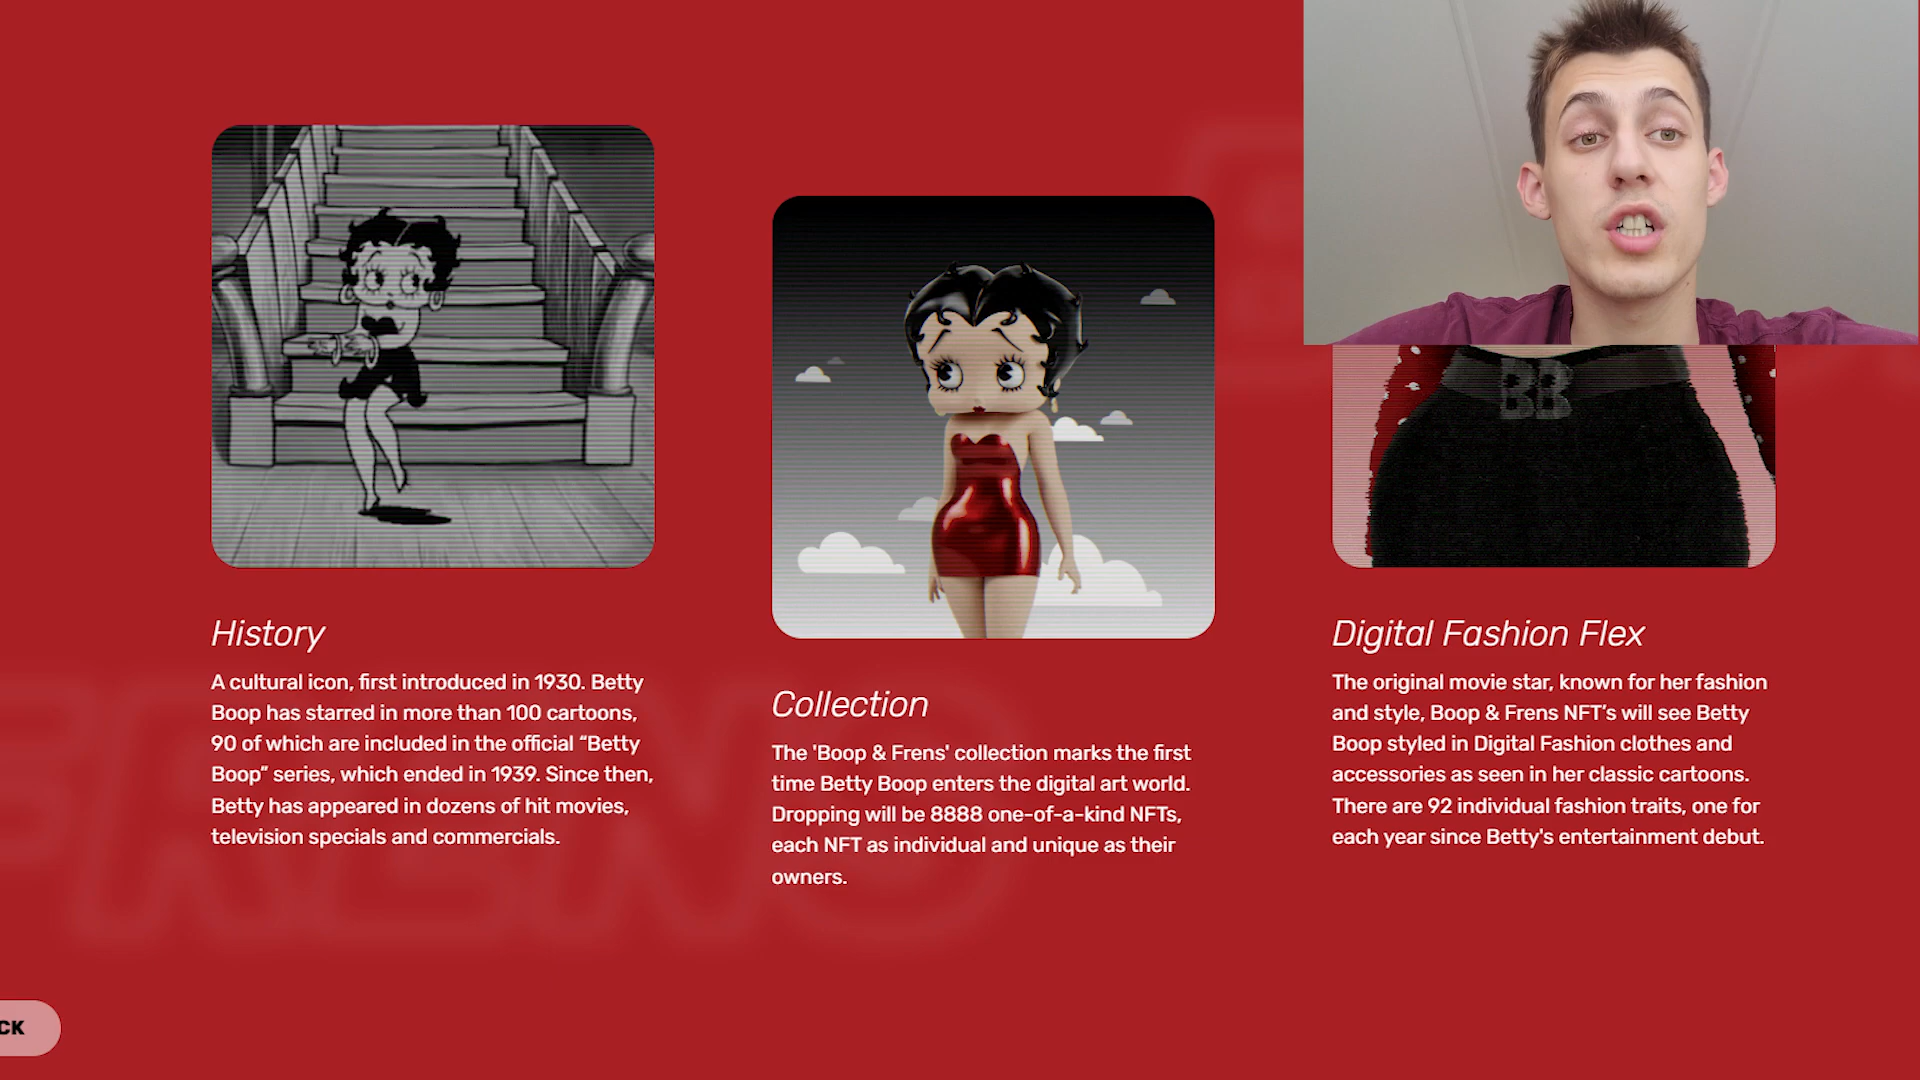 History
A cultural icon, first introduced in 1930. Betty
Boop has starred in more than 100 cartoons,
90 of which are included in the official “Betty
Boop” series, which ended in 1939. Since then,
Betty has appeared in dozens of hit movies,
television specials and commercials.
Collection
The 'Boop & Frens' collection marks the first
time Betty Boop enters the digital art world.
Dropping will be 8888 one-of-a-kind NFTs,
each NFT as individual and unique as their
owners.
BB
Digital Fashion Flex
The original movie star, known for her fashion
and style, Boop & Frens NFT’s will see Betty
Boop styled in Digital Fashion clothes and
accessories as seen in her classic cartoons.
There are 92 individual fashion traits, one for
each year since Betty's entertainment debut.
FRENS
CK